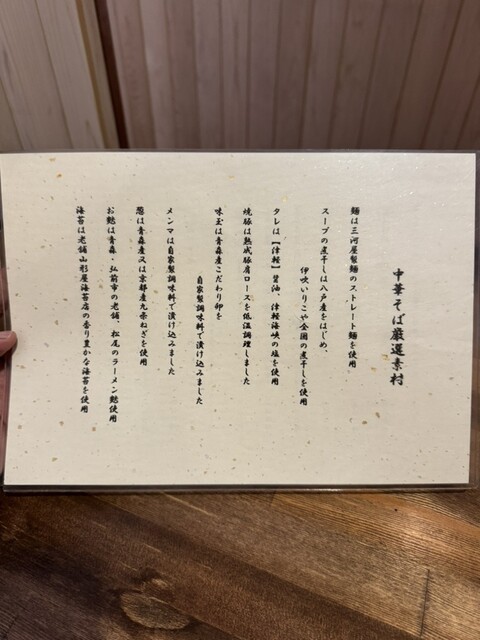 中華そば厳選素材
麺は三河屋製麺のストレート麺を使用
スープの煮干しは八戸産をはじめ、
伊吹いりこや全国の煮干しを使用
タレは【津軽】醤油、津軽海峡の塩を使用
焼豚は熟成豚肩ロースを低温調理しました
味玉は青森産こだわり卵を
自家製調味料で漬け込みました
メンマは自家製調味料で漬け込みました
葱は青森産又は京都産九条ねぎを使用
お麩は青森・弘前市の老舗、松尾のラーメン麩使用
海苔は老舗山形屋海苔店の香り豊かな海苔を使用